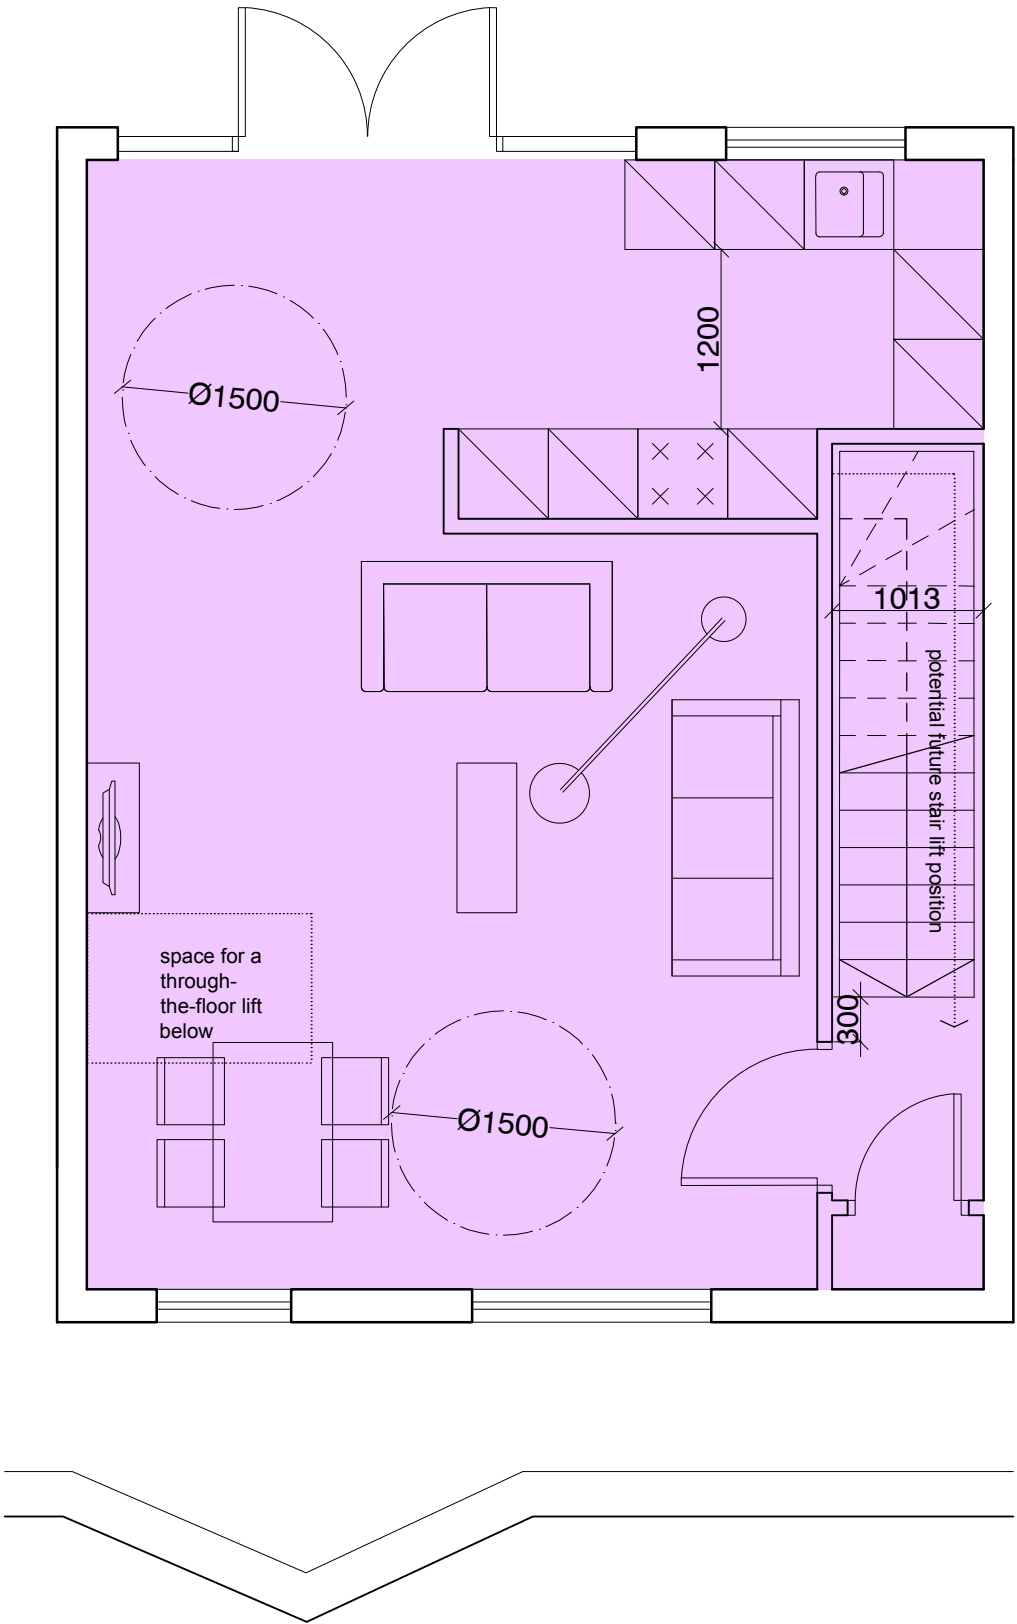 Ø1500
1200
1013
potential future stair lift position
space for a
through-
the-floor lift
below
300
Ø1500